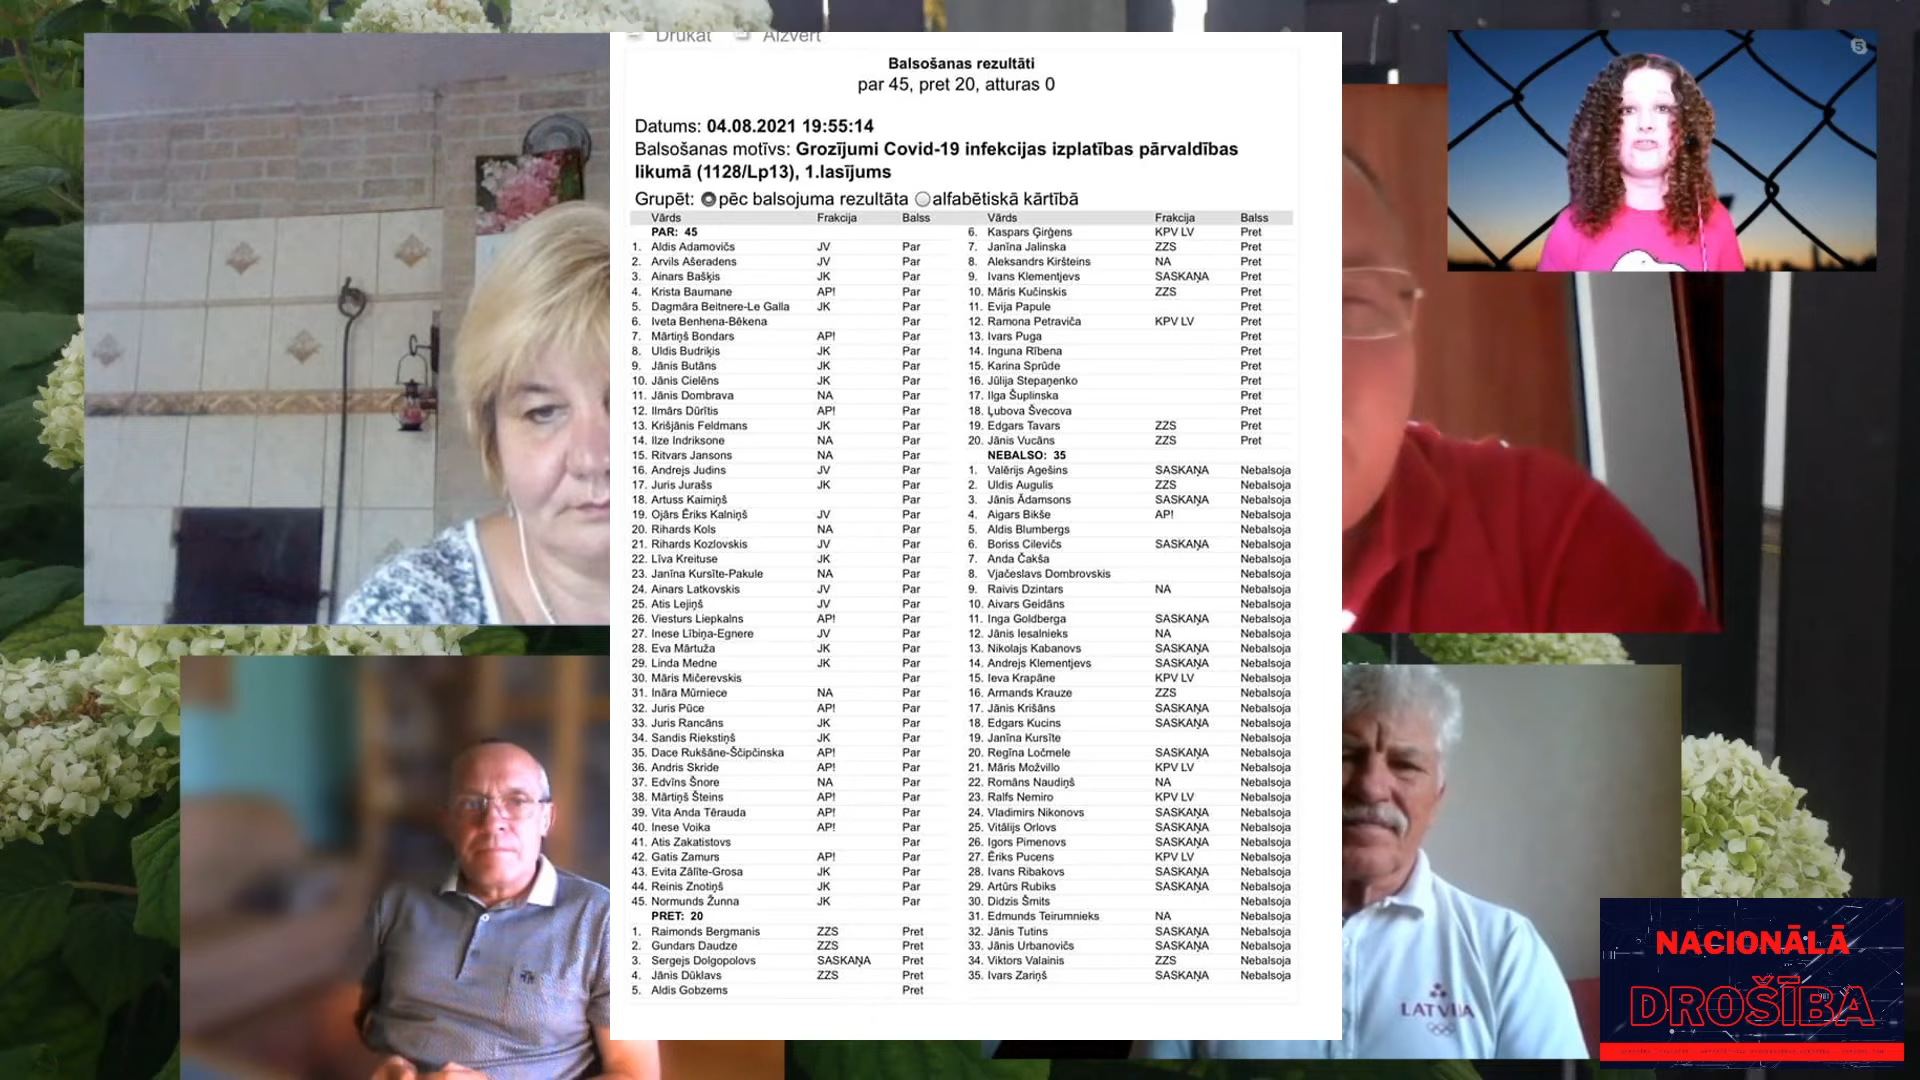 Drukāt Aizvērt
Balsošanas rezultāti
par 45, pret 20, atturas 0
Datums: 04.08.2021 19:55:14
Balsošanas motīvs: Grozījumi Covid-19 infekcijas izplatības pārvaldības
likumā (1128/Lp13), 1.lasījums
Grupēt: pēc balsojuma rezultāta alfabētiskā kārtībā
Vārds Frakcija Balss
PAR: 45
1. Aldis Adamovičs JV Par
2. Arvils Ašeradens JV Par
3. Ainars Bašķis JK Par
4. Krista Baumane AP! Par
5. Dagmāra Beitnere-Le Galla JK Par
6. Iveta Benhena-Bēkena Par
7. Mārtiņš Bondars AP! Par
8. Uldis Budriķis JK Par
9. Jānis Butāns JK Par
10. Jānis Cielēns JK Par
11. Jānis Dombrava NA Par
12. Ilmārs Dūrītis AP! Par
13. Krišjānis Feldmans JK Par
14. Ilze Indriksone NA Par
15. Ritvars Jansons NA Par
16. Andrejs Judins JV Par
17. Juris Jurašs JK Par
18. Artuss Kaimiņš Par
19. Ojārs Ēriks Kalniņš JV Par
20. Rihards Kols NA Par
21. Rihards Kozlovskis JV Par
22. Līva Kreituse JK Par
23. Janīna Kursīte-Pakule NA Par
24. Ainars Latkovskis JV Par
25. Atis Lejiņš JV Par
26. Viesturs Liepkalns AP! Par
27. Inese Lībiņa-Egnere JV Par
28. Eva Mārtuža JK Par
29. Linda Medne JK Par
30. Māris Mičerevskis Par
31. Ināra Mūrniece NA Par
32. Juris Pūce AP! Par
33. Juris Rancāns JK Par
34. Sandis Riekstiņš JK Par
35. Dace Rukšāne-Ščipčinska AP! Par
36. Andris Skride AP! Par
37. Edvīns Šnore NA Par
38. Mārtiņš Šteins AP! Par
39. Vita Anda Tērauda AP! Par
40. Inese Voika AP! Par
41. Atis Zakatistovs Par
42. Gatis Zamurs AP! Par
43. Evita Zālīte-Grosa JK Par
44. Reinis Znotiņš JK Par
45. Normunds Žunna JK Par
PRET: 20
1. Raimonds Bergmanis ZZS Pret
2. Gundars Daudze ZZS Pret
3. Sergejs Dolgopolovs SASKAŅA Pret
4. Jānis Dūklavs ZZS Pret
5. Aldis Gobzems Pret
Vārds Frakcija Balss
6. Kaspars Ģirģens KPV LV Pret
7. Janīna Jalinska ZZS Pret
8. Aleksandrs Kiršteins NA Pret
9. Ivans Klementjevs SASKAŅA Pret
10. Māris Kučinskis ZZS Pret
11. Evija Papule Pret
12. Ramona Petraviča KPV LV Pret
13. Ivars Puga Pret
14. Inguna Rībena Pret
15. Karina Sprūde Pret
16. Jūlija Stepaņenko Pret
17. Ilga Šuplinska Pret
18. Ļubova Švecova Pret
19. Edgars Tavars ZZS Pret
20. Jānis Vucāns ZZS Pret
NEBALSO: 35
1. Valērijs Agešins SASKAŅA Nebalsoja
2. Uldis Augulis ZZS Nebalsoja
3. Jānis Ādamsons SASKAŅA Nebalsoja
4. Aigars Bikše AP! Nebalsoja
5. Aldis Blumbergs Nebalsoja
6. Boriss Cilevičs SASKAŅA Nebalsoja
7. Anda Čakša Nebalsoja
8. Vjačeslavs Dombrovskis Nebalsoja
9. Raivis Dzintars NA Nebalsoja
10. Aivars Geidāns Nebalsoja
11. Inga Goldberga SASKAŅA Nebalsoja
12. Jānis Iesalnieks NA Nebalsoja
13. Nikolajs Kabanovs SASKAŅA Nebalsoja
14. Andrejs Klementjevs SASKAŅA Nebalsoja
15. Ieva Krapāne KPV LV Nebalsoja
16. Armands Krauze ZZS Nebalsoja
17. Jānis Krišāns SASKAŅA Nebalsoja
18. Edgars Kucins SASKAŅA Nebalsoja
19. Janīna Kursīte Nebalsoja
20. Regīna Ločmele SASKAŅA Nebalsoja
21. Māris Možvillo KPV LV Nebalsoja
22. Romāns Naudiņš NA Nebalsoja
23. Ralfs Nemiro KPV LV Nebalsoja
24. Vladimirs Nikonovs SASKAŅA Nebalsoja
25. Vitālijs Orlovs SASKAŅA Nebalsoja
26. Igors Pimenovs SASKAŅA Nebalsoja
27. Ēriks Pucens KPV LV Nebalsoja
28. Ivans Ribakovs SASKAŅA Nebalsoja
29. Artūrs Rubiks SASKAŅA Nebalsoja
30. Didzis Šmits Nebalsoja
31. Edmunds Teirumnieks NA Nebalsoja
32. Jānis Tutins SASKAŅA Nebalsoja
33. Jānis Urbanovičs SASKAŅA Nebalsoja
34. Viktors Valainis ZZS Nebalsoja
35. Ivars Zariņš SASKAŅA Nebalsoja
LATVIJA
NACIONĀLĀ
DROŠĪBA